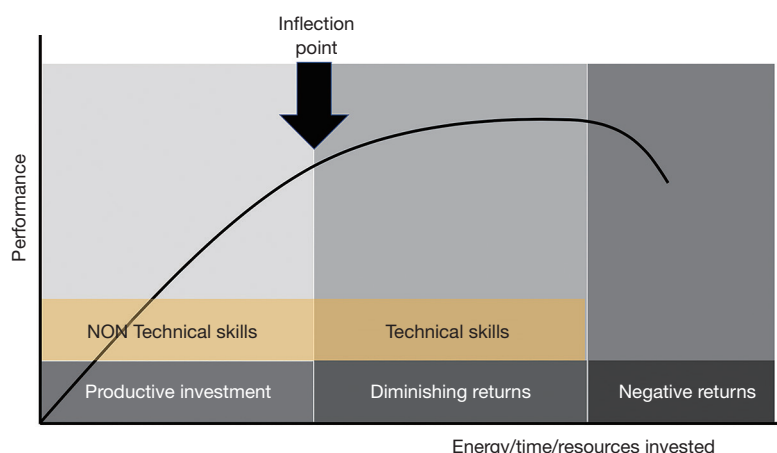 Inflection
point
Performance
NON Technical skills
Technical skills
Productive investment
Diminishing returns
Negative returns
Energy/time/resources invested